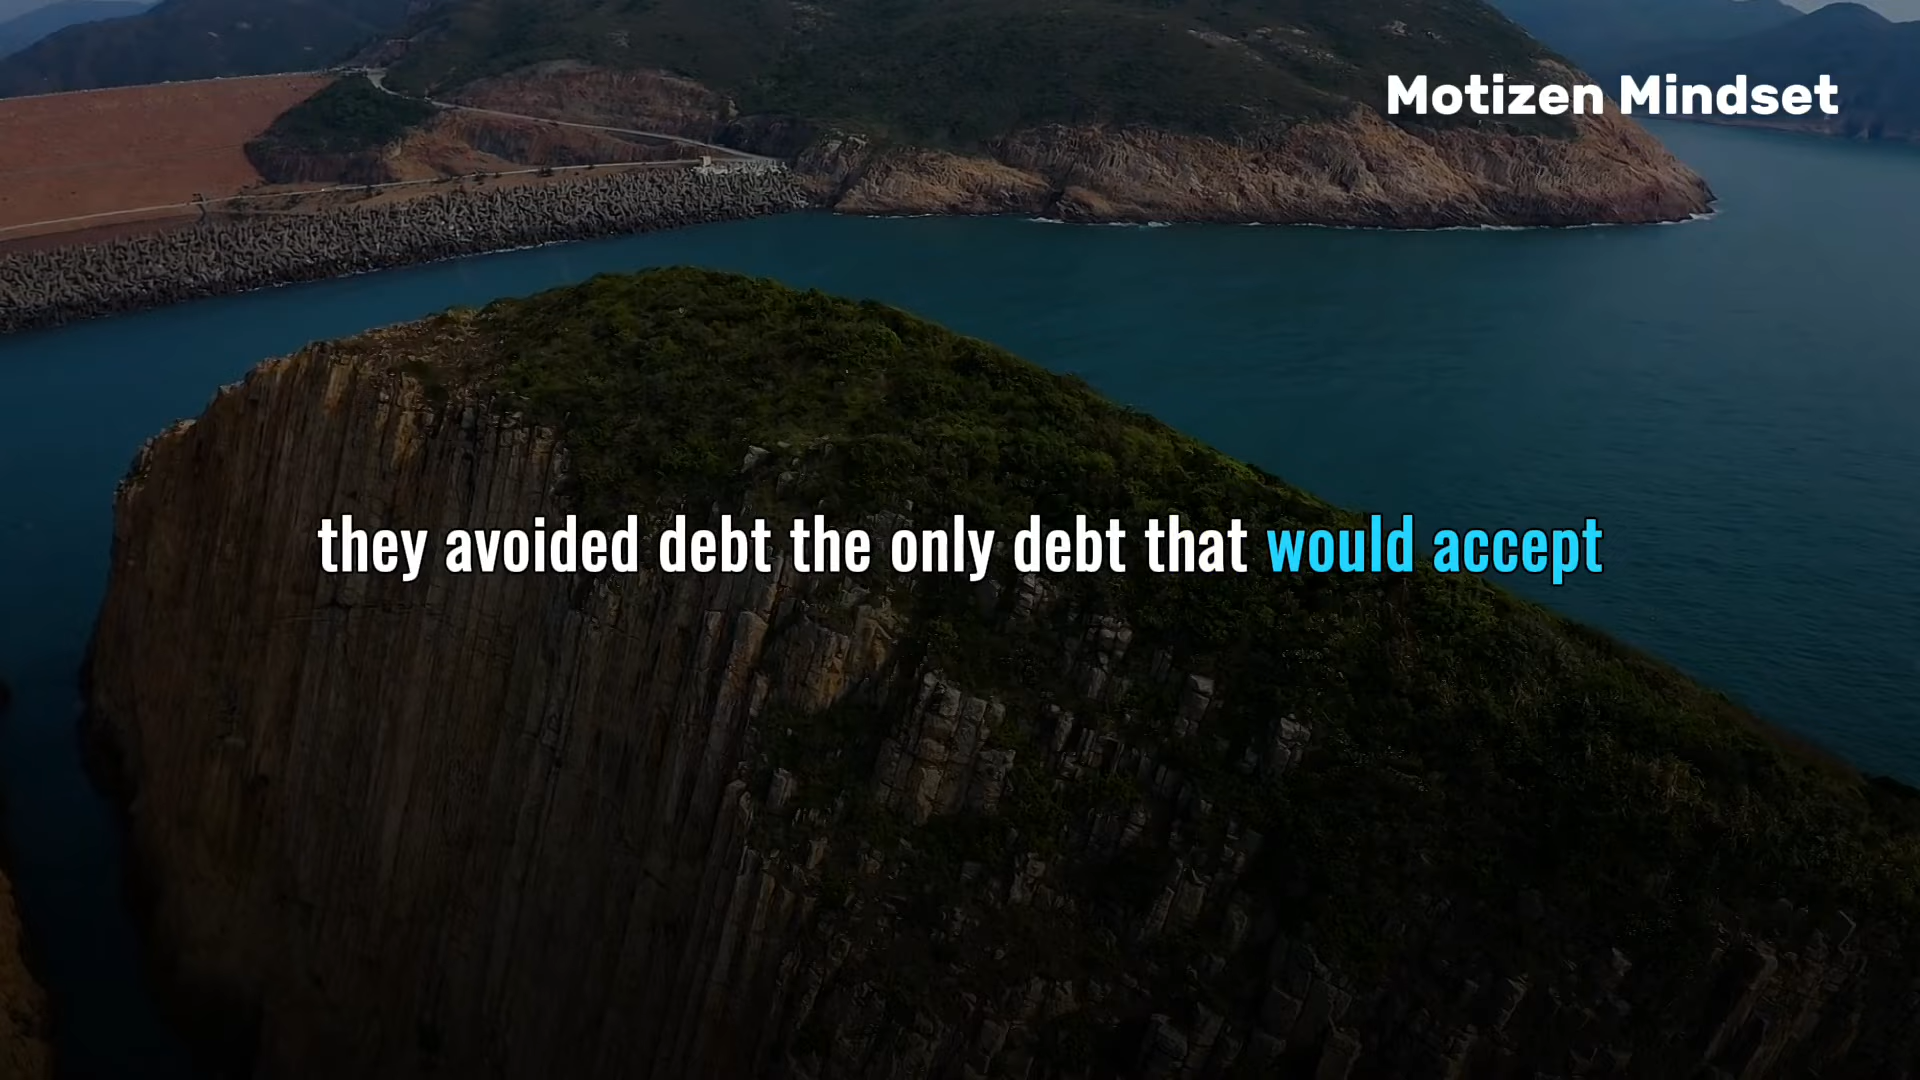 Motizen Mindset
they avoided debt the only debt that would accept